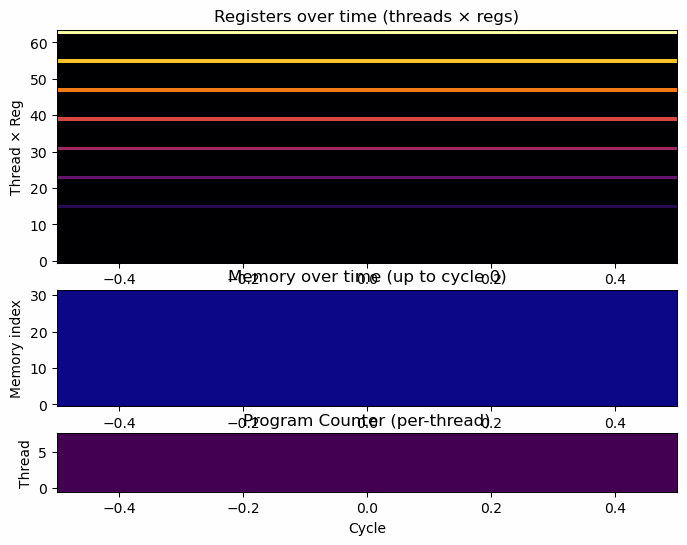 Registers over time (threads × regs)
60
50
40
30
20
10
0
Thread × Reg
−0.4 −0.2 0.0 0.2 0.4
Memory over time (up to cycle 0)
30
20
10
0
Memory index
−0.4 −0.2 0.0 0.2 0.4
Program Counter (per-thread)
5
0
Thread
−0.4 −0.2 0.0 0.2 0.4
Cycle